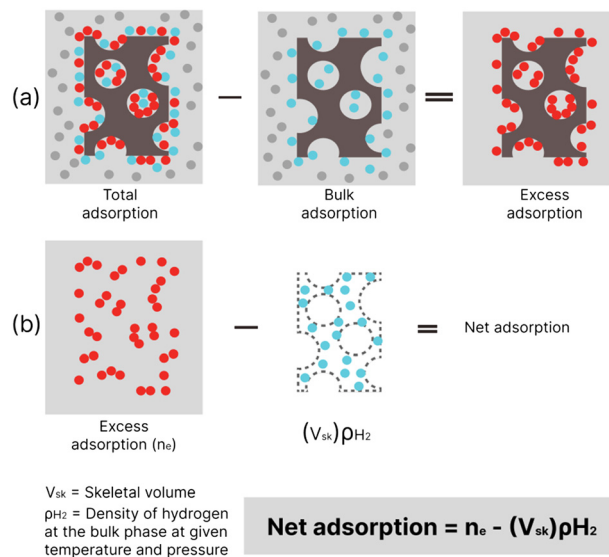 (a)
Total
adsorption
Bulk
adsorption
Excess
adsorption
(b)
Net adsorption
Excess
adsorption (nₑ)
(Vsk)ρH₂
Vsk = Skeletal volume
ρH₂ = Density of hydrogen
at the bulk phase at given
temperature and pressure
Net adsorption = nₑ - (Vsk)ρH₂